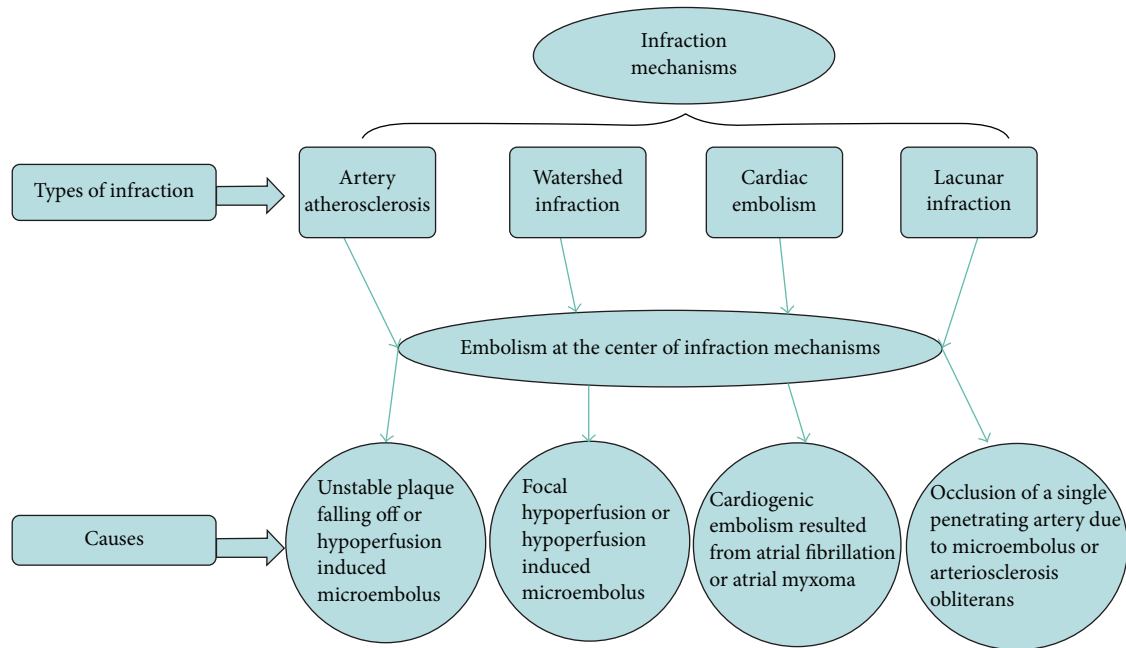 Infraction
mechanisms
Types of infraction
Artery
atherosclerosis
Watershed
infraction
Cardiac
embolism
Lacunar
infraction
Embolism at the center of infraction mechanisms
Causes
Unstable plaque
falling off or
hypoperfusion
induced
microembolus
Focal
hypoperfusion or
hypoperfusion
induced
microembolus
Cardiogenic
embolism resulted
from atrial fibrillation
or atrial myxoma
Occlusion of a single
penetrating artery due
to microembolus or
arteriosclerosis
obliterans